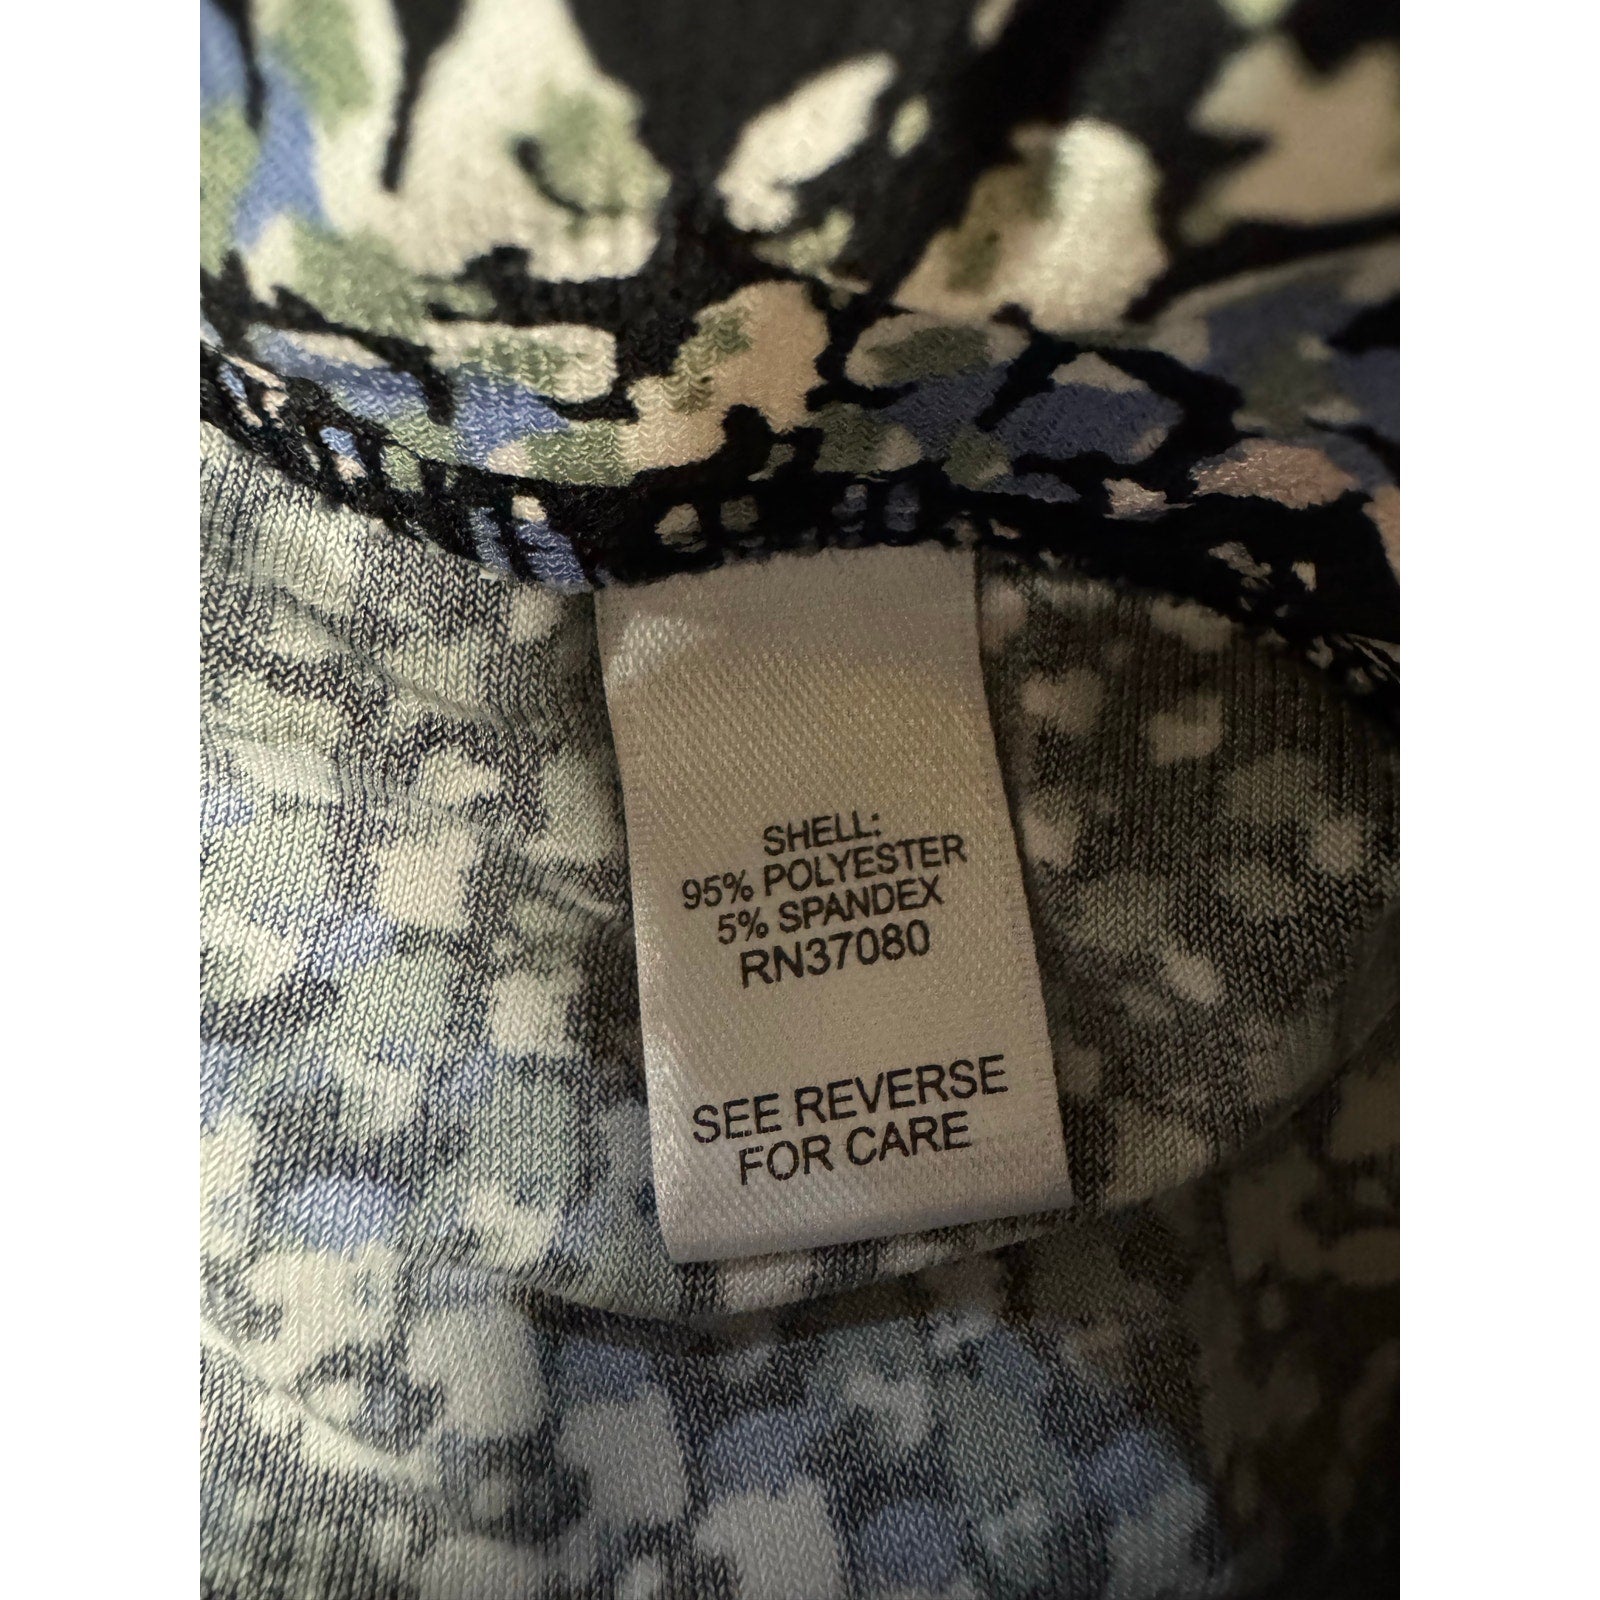 SHELL:
95% POLYESTER
5% SPANDEX
RN37080
SEE REVERSE
FOR CARE